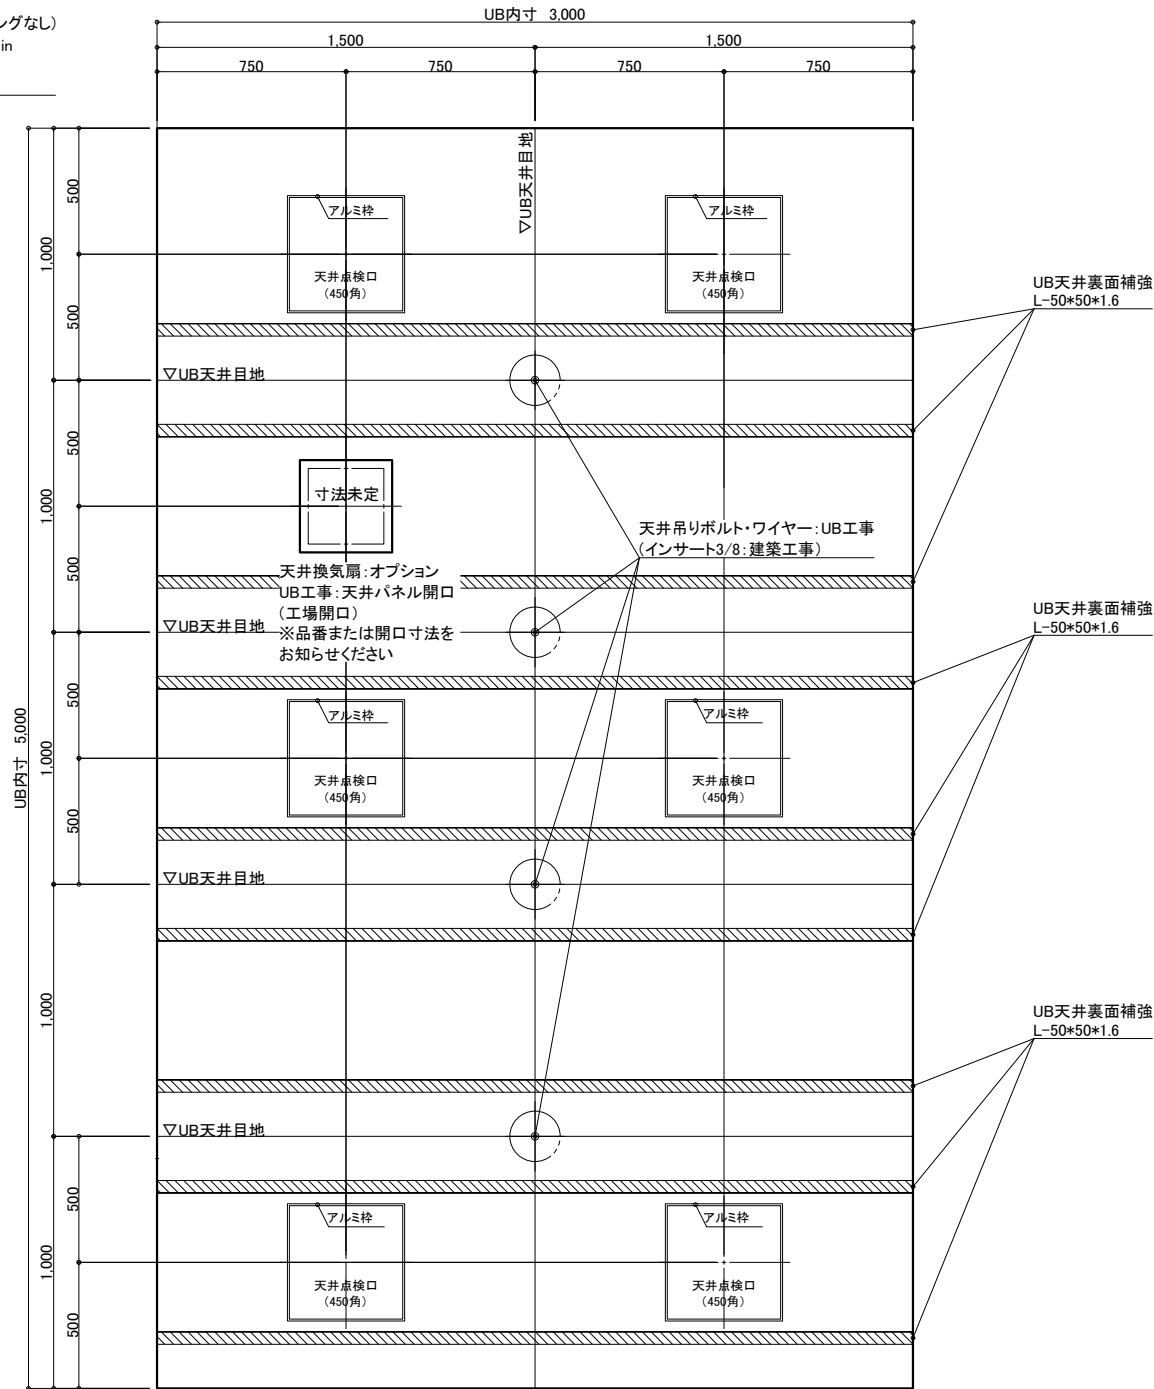 ングなし)
in
UB内寸 3,000
1,500
1,500
750
750
750
750
UB内寸 5,000
1,000
1,000
1,000
1,000
1,000
500
500
500
500
500
500
500
500
▽UB天井目地
アルミ枠
天井点検口
(450角)
アルミ枠
天井点検口
(450角)
UB天井裏面補強
L-50*50*1.6
▽UB天井目地
寸法未定
天井吊りボルト・ワイヤー:UB工事
(インサート3/8:建築工事)
天井換気扇:オプション
UB工事:天井パネル開口
(工場開口)
※品番または開口寸法を
お知らせください
▽UB天井目地
UB天井裏面補強
L-50*50*1.6
アルミ枠
天井点検口
(450角)
アルミ枠
天井点検口
(450角)
▽UB天井目地
UB天井裏面補強
L-50*50*1.6
▽UB天井目地
アルミ枠
天井点検口
(450角)
アルミ枠
天井点検口
(450角)